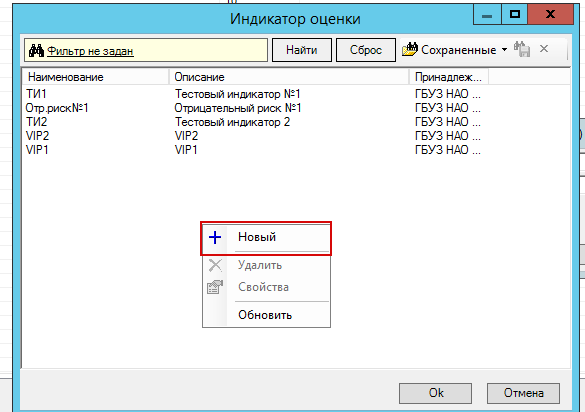 Индикатор оценки
Фильтр не задан Найти Сброс Сохраненные
Наименование Описание Принадлеж...
ТИ1 Тестовый индикатор №1 ГБУЗ НАО ...
Отр.риск№1 Отрицательный риск №1 ГБУЗ НАО ...
ТИ2 Тестовый индикатор 2 ГБУЗ НАО ...
VIP2 VIP2 ГБУЗ НАО ...
VIP1 VIP1 ГБУЗ НАО ...
Новый
Удалить
Свойства
Обновить
Ok Отмена